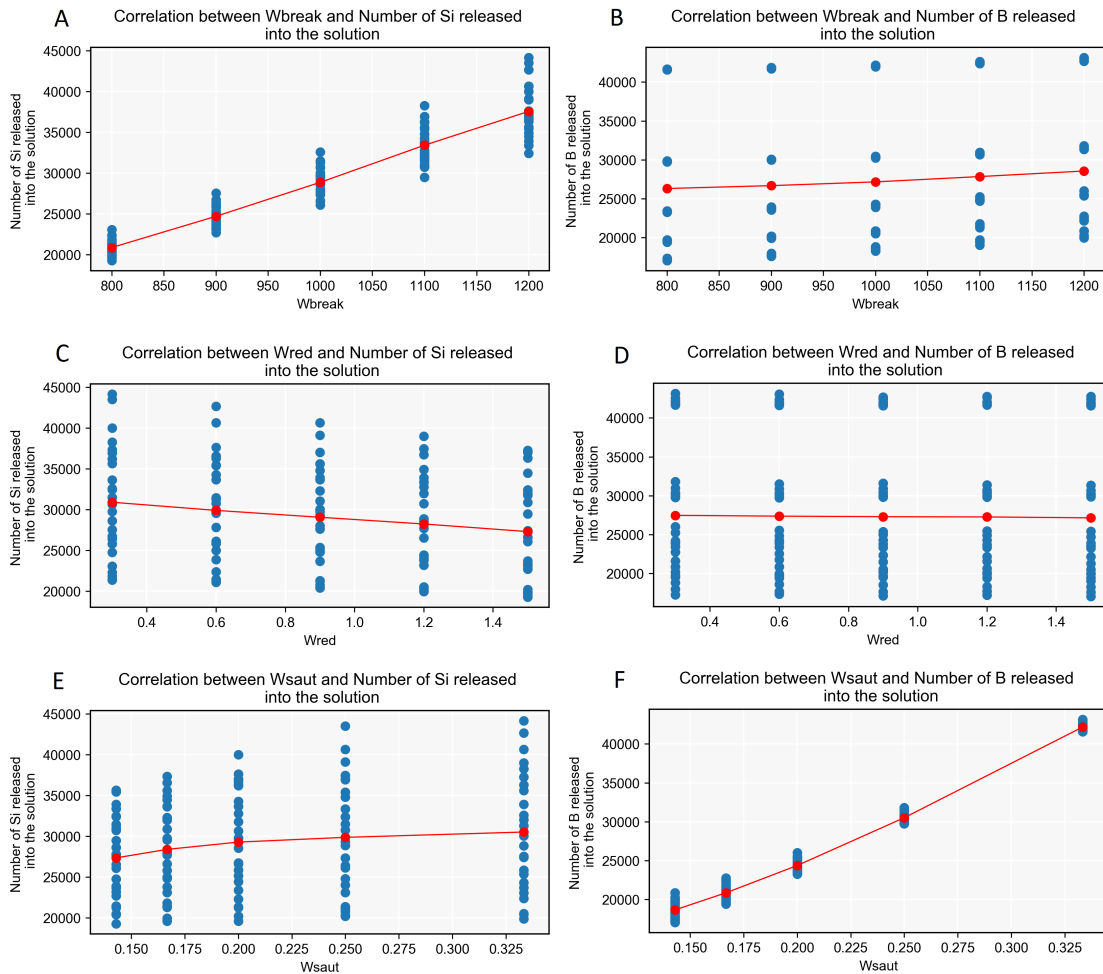 A
Correlation between Wbreak and Number of Si released
into the solution
45000
40000
35000
30000
25000
20000
Number of Si released
into the solution
800
850
900
950
1000
1050
1100
1150
1200
Wbreak
B
Correlation between Wbreak and Number of B released
into the solution
40000
35000
30000
25000
20000
Number of B released
into the solution
800
850
900
950
1000
1050
1100
1150
1200
Wbreak
C
Correlation between Wred and Number of Si released
into the solution
45000
40000
35000
30000
25000
20000
Number of Si released
into the solution
0.4
0.6
0.8
1.0
1.2
1.4
Wred
D
Correlation between Wred and Number of B released
into the solution
40000
35000
30000
25000
20000
Number of B released
into the solution
0.4
0.6
0.8
1.0
1.2
1.4
Wred
E
Correlation between Wsaut and Number of Si released
into the solution
45000
40000
35000
30000
25000
20000
Number of Si released
into the solution
0.150
0.175
0.200
0.225
0.250
0.275
0.300
0.325
Wsaut
F
Correlation between Wsaut and Number of B released
into the solution
40000
35000
30000
25000
20000
Number of B released
into the solution
0.150
0.175
0.200
0.225
0.250
0.275
0.300
0.325
Wsaut